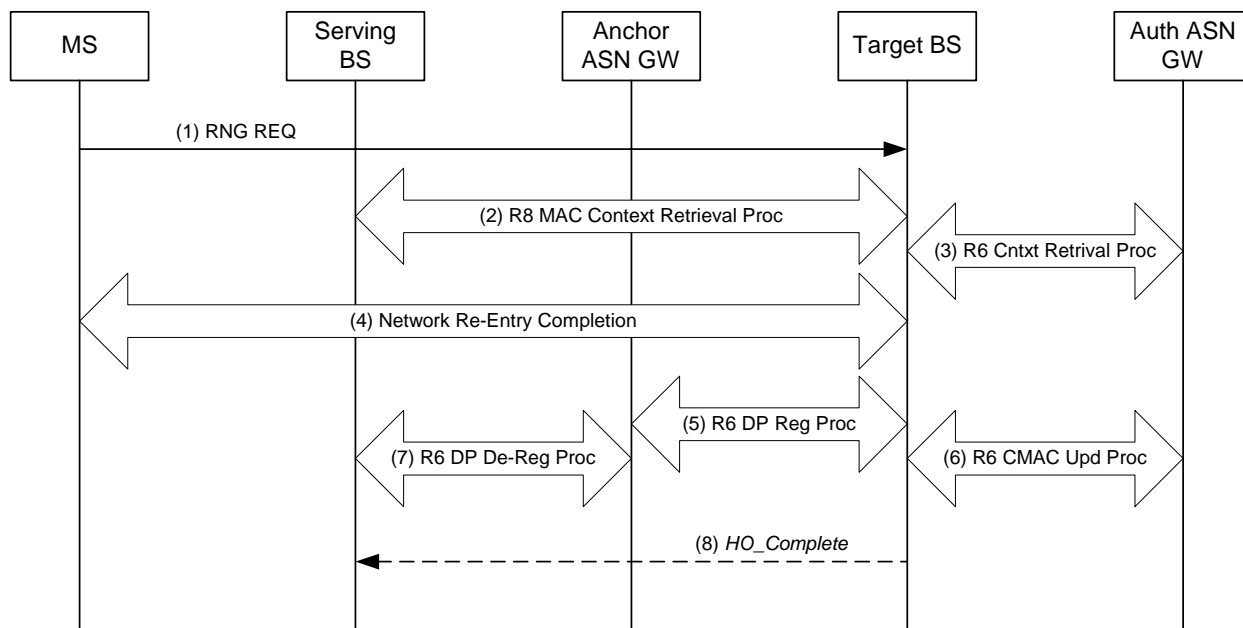 MS
Serving
BS
Anchor
ASN GW
Target BS
Auth ASN
GW
(1) RNG REQ
(2) R8 MAC Context Retrieval Proc
(3) R6 Cntxt Retrival Proc
(4) Network Re-Entry Completion
(5) R6 DP Reg Proc
(7) R6 DP De-Reg Proc
(6) R6 CMAC Upd Proc
(8) HO_Complete